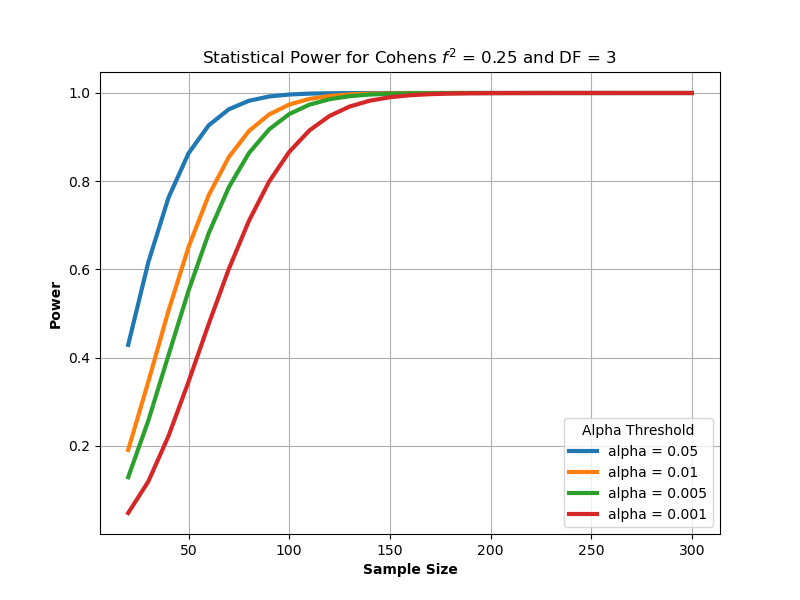 Statistical Power for Cohens f² = 0.25 and DF = 3
Power
1.0
0.8
0.6
0.4
0.2
50 100 150 200 250 300
Sample Size
Alpha Threshold
alpha = 0.05
alpha = 0.01
alpha = 0.005
alpha = 0.001